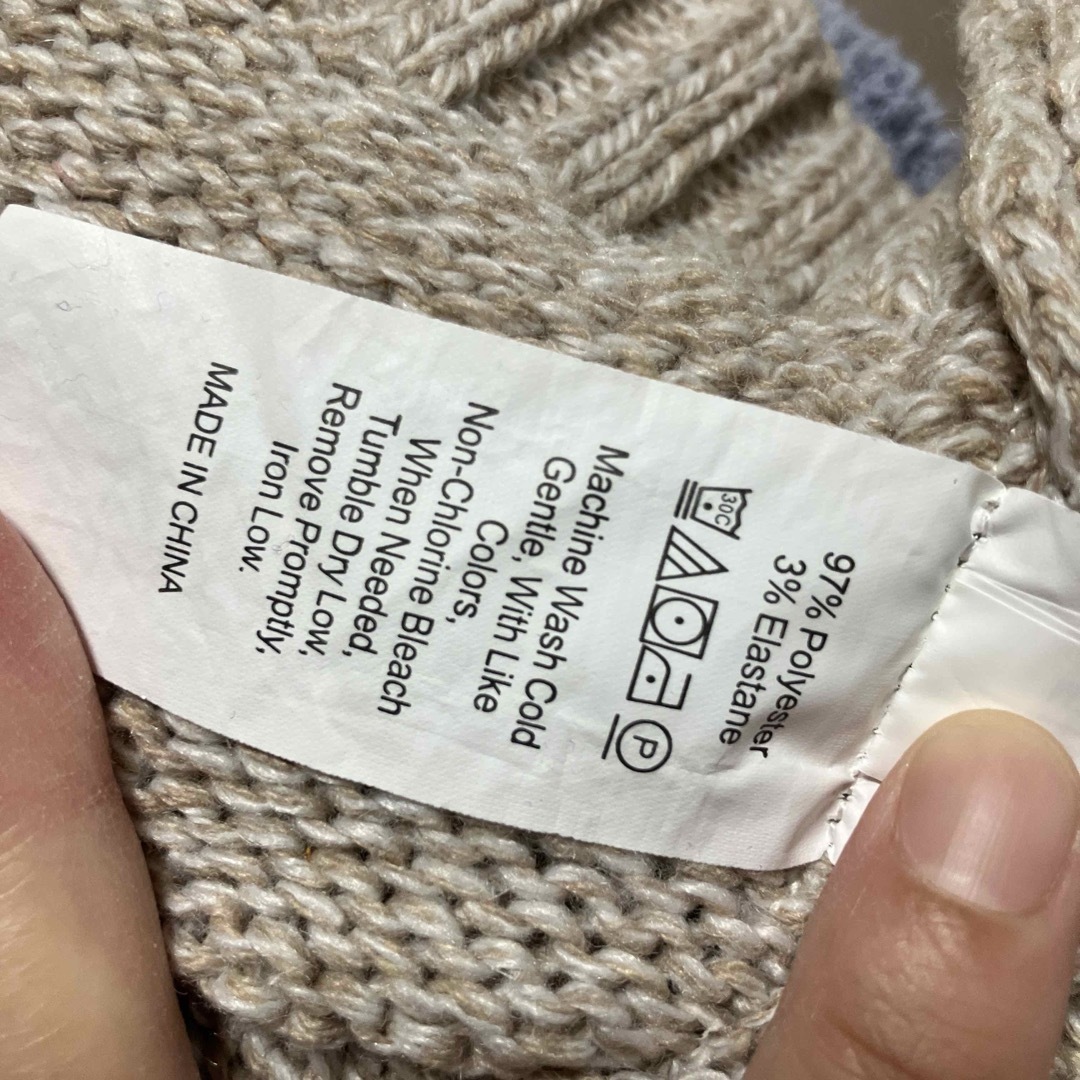 97% Polyester
3% Elastane
30C
P
Machine Wash Cold
Gentle, With Like
Colors,
Non-Chlorine Bleach
When Needed,
Tumble Dry Low,
Remove Promptly,
Iron Low.
MADE IN CHINA